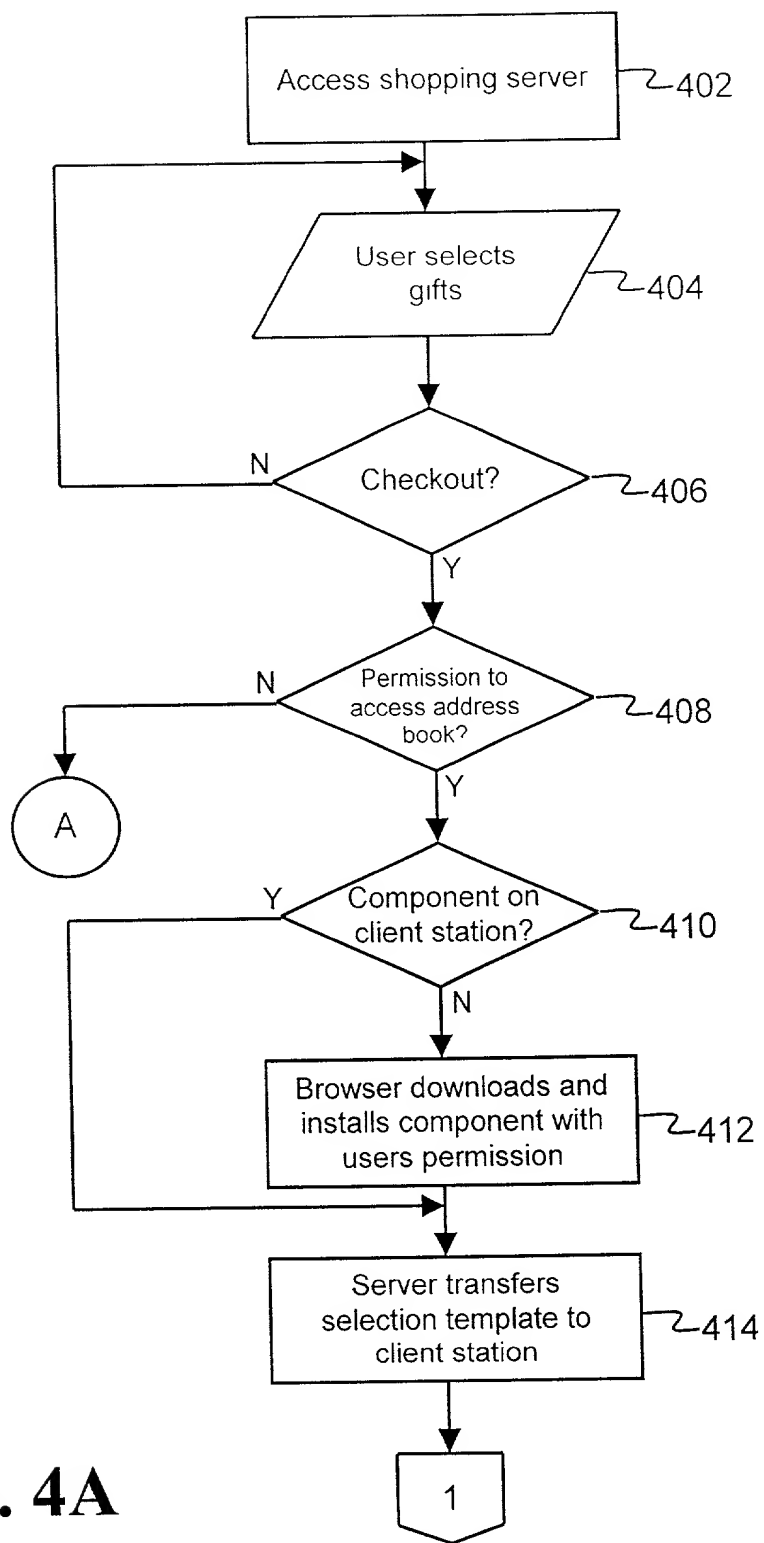 Access shopping server
402
User selects
gifts
404
N
Checkout?
406
Y
N
Permission to
access address
book?
408
Y
A
Y
Component on
client station?
410
N
Browser downloads and
installs component with
users permission
412
Server transfers
selection template to
client station
414
1
. 4A